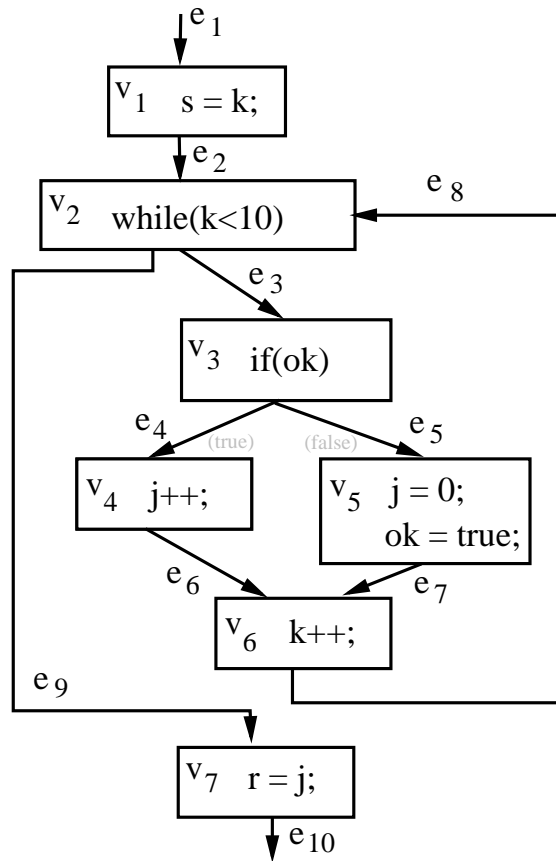 e1
v1 s = k;
e2
e8
v2 while(k<10)
e3
v3 if(ok)
e4 (true) (false) e5
v4 j++;
v5 j = 0;
ok = true;
e6 e7
v6 k++;
e9
v7 r = j;
e10